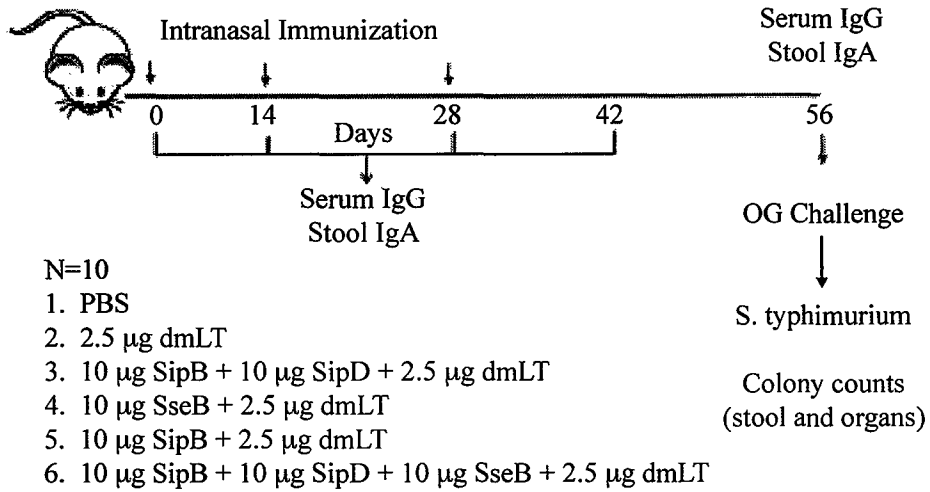 Intranasal Immunization
Serum IgG
Stool IgA
0 14 28 42 56
Days
Serum IgG
Stool IgA
OG Challenge
S. typhimurium
Colony counts
(stool and organs)
N=10
1. PBS
2. 2.5 µg dmLT
3. 10 µg SipB + 10 µg SipD + 2.5 µg dmLT
4. 10 µg SseB + 2.5 µg dmLT
5. 10 µg SipB + 2.5 µg dmLT
6. 10 µg SipB + 10 µg SipD + 10 µg SseB + 2.5 µg dmLT